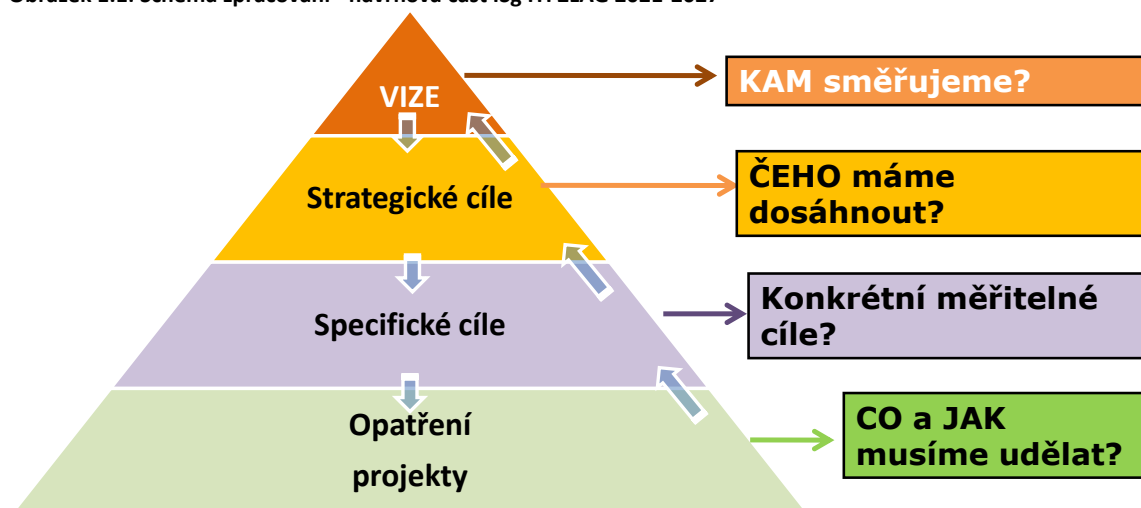 VIZE
KAM směřujeme?
Strategické cíle
ČEHO máme
dosáhnout?
Specifické cíle
Konkrétní měřitelné
cíle?
Opatření
projekty
CO a JAK
musíme udělat?